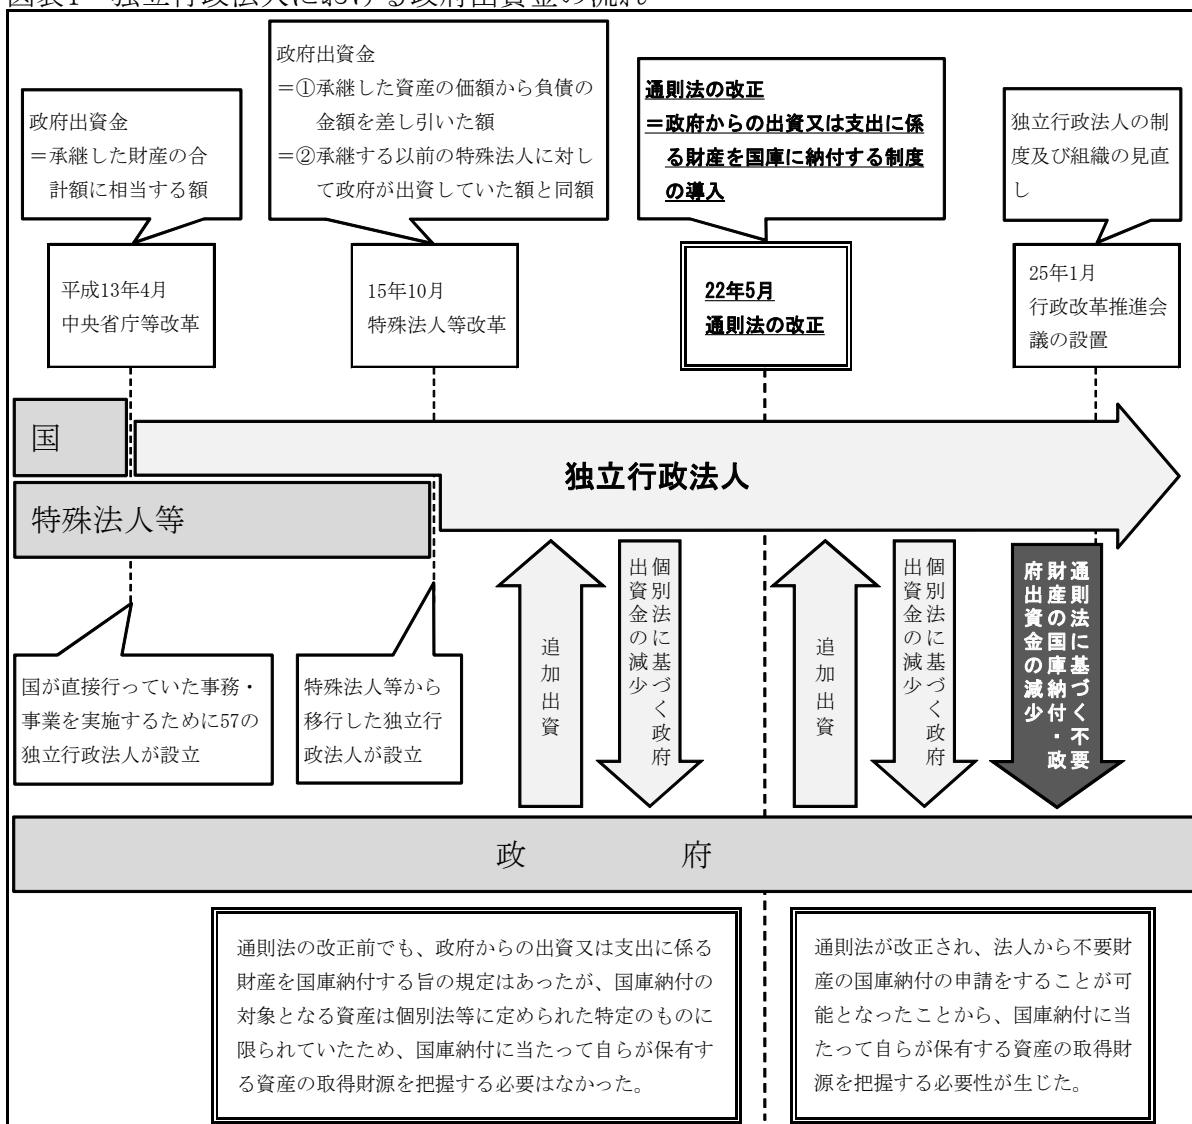 図表1 独立行政法人における政府出資金の流れ
政府出資金
＝承継した財産の合
計額に相当する額
政府出資金
＝①承継した資産の価額から負債の
金額を差し引いた額
＝②承継する以前の特殊法人に対し
て政府が出資していた額と同額
通則法の改正
＝政府からの出資又は支出に係
る財産を国庫に納付する制度
の導入
独立行政法人の制
度及び組織の見直
し
平成13年4月
中央省庁等改革
15年10月
特殊法人等改革
22年5月
通則法の改正
25年1月
行政改革推進会
議の設置
国
独立行政法人
特殊法人等
国が直接行っていた事務・
事業を実施するために57の
独立行政法人が設立
特殊法人等から
移行した独立行
政法人が設立
追加出資
個別法に基づく政府
出資金の減少
追加出資
個別法に基づく政府
出資金の減少
通則法に基づく不要
財産の国庫納付・政
府出資金の減少
政府
通則法の改正前でも、政府からの出資又は支出に係る
財産を国庫納付する旨の規定はあったが、国庫納付の
対象となる資産は個別法等に定められた特定のものに
限られていたため、国庫納付に当たって自らが保有す
る資産の取得財源を把握する必要はなかった。
通則法が改正され、法人から不要財
産の国庫納付の申請をすることが可
能となったことから、国庫納付に当
たって自らが保有する資産の取得財
源を把握する必要性が生じた。